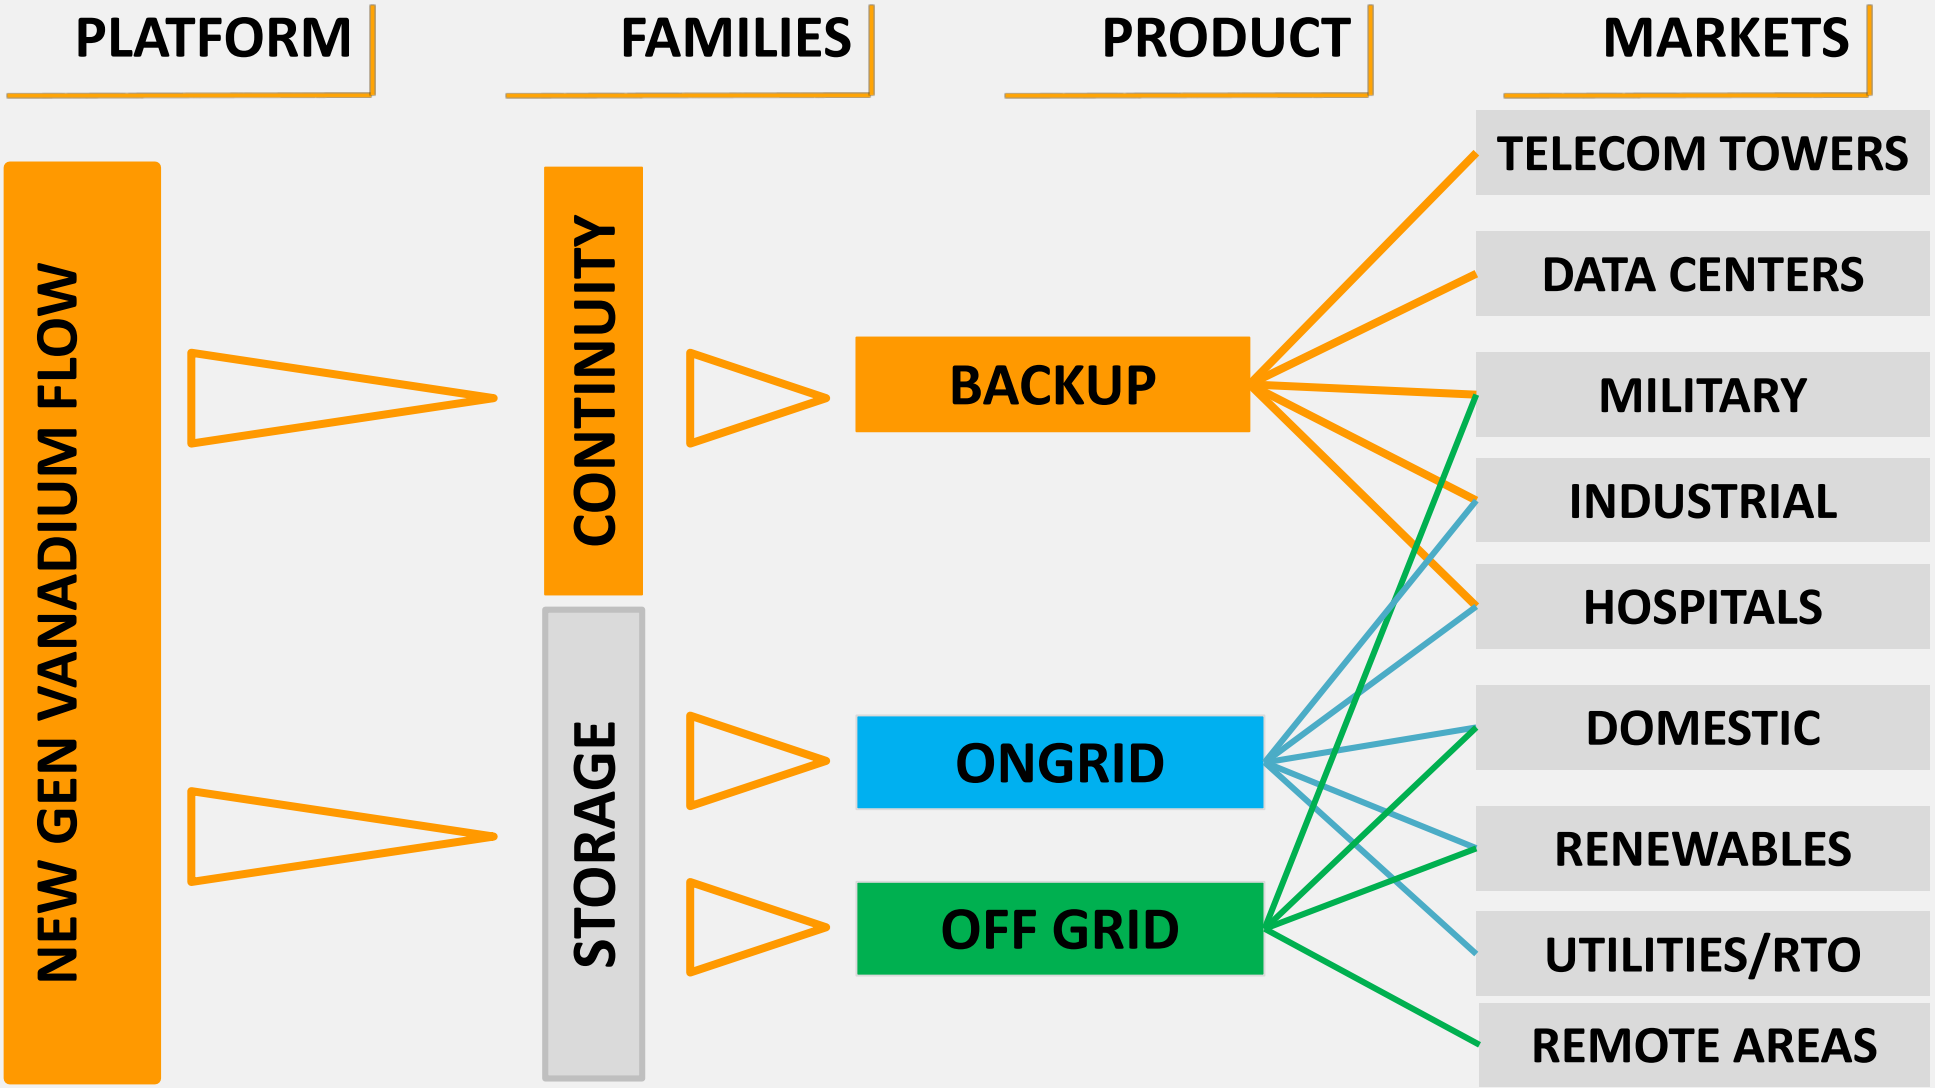 PLATFORM
FAMILIES
PRODUCT
MARKETS
NEW GEN VANADIUM FLOW
CONTINUITY
STORAGE
BACKUP
ONGRID
OFF GRID
TELECOM TOWERS
DATA CENTERS
MILITARY
INDUSTRIAL
HOSPITALS
DOMESTIC
RENEWABLES
UTILITIES/RTO
REMOTE AREAS